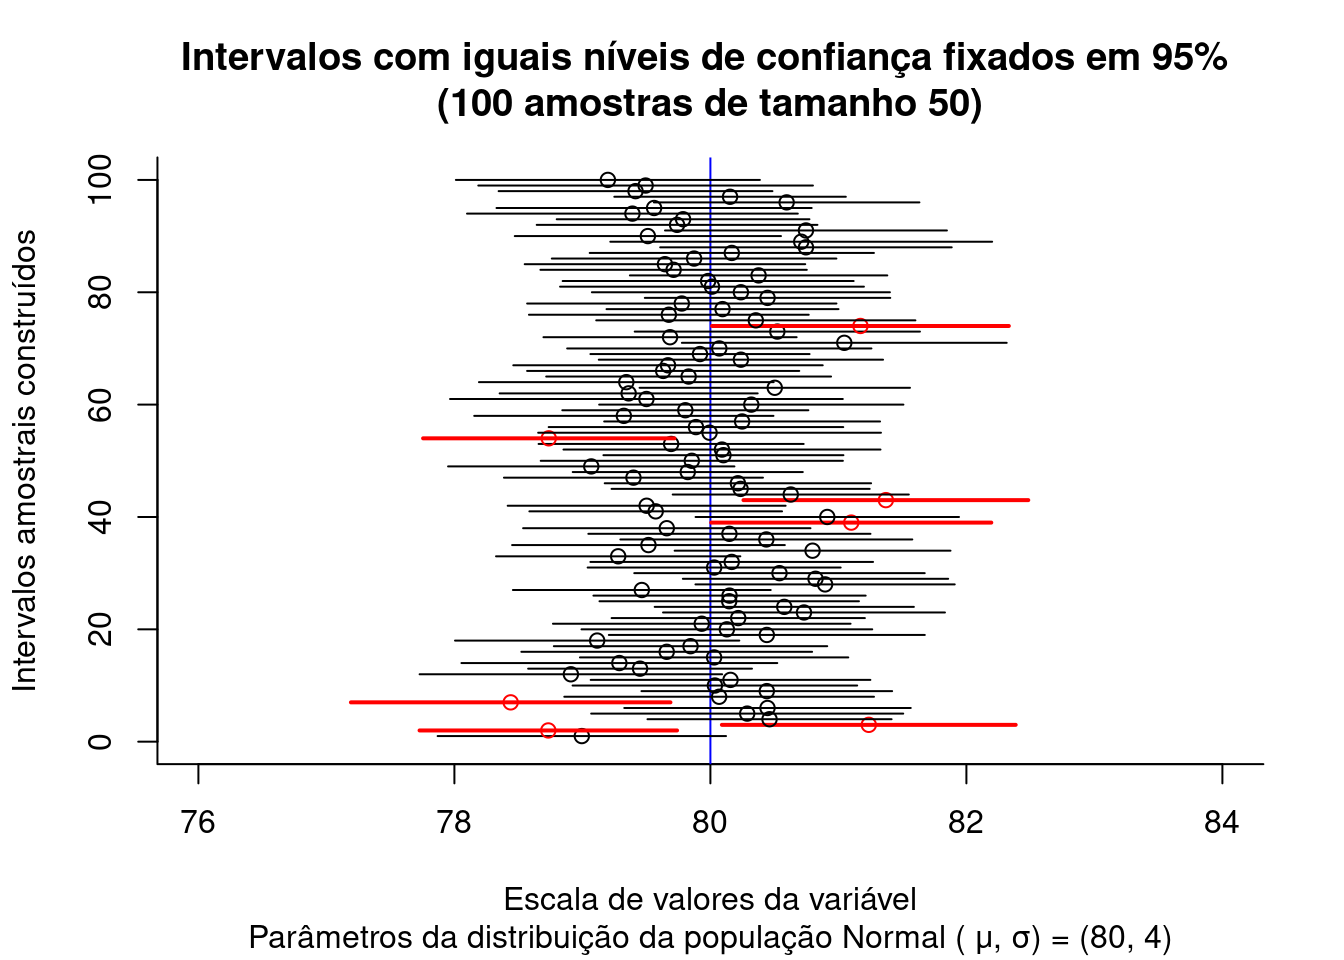 Intervalos com iguais níveis de confiança fixados em 95%
(100 amostras de tamanho 50)
Intervalos amostrais construídos
100
80
60
40
20
0
76 78 80 82 84
Escala de valores da variável
Parâmetros da distribuição da população Normal ( μ, σ) = (80, 4)